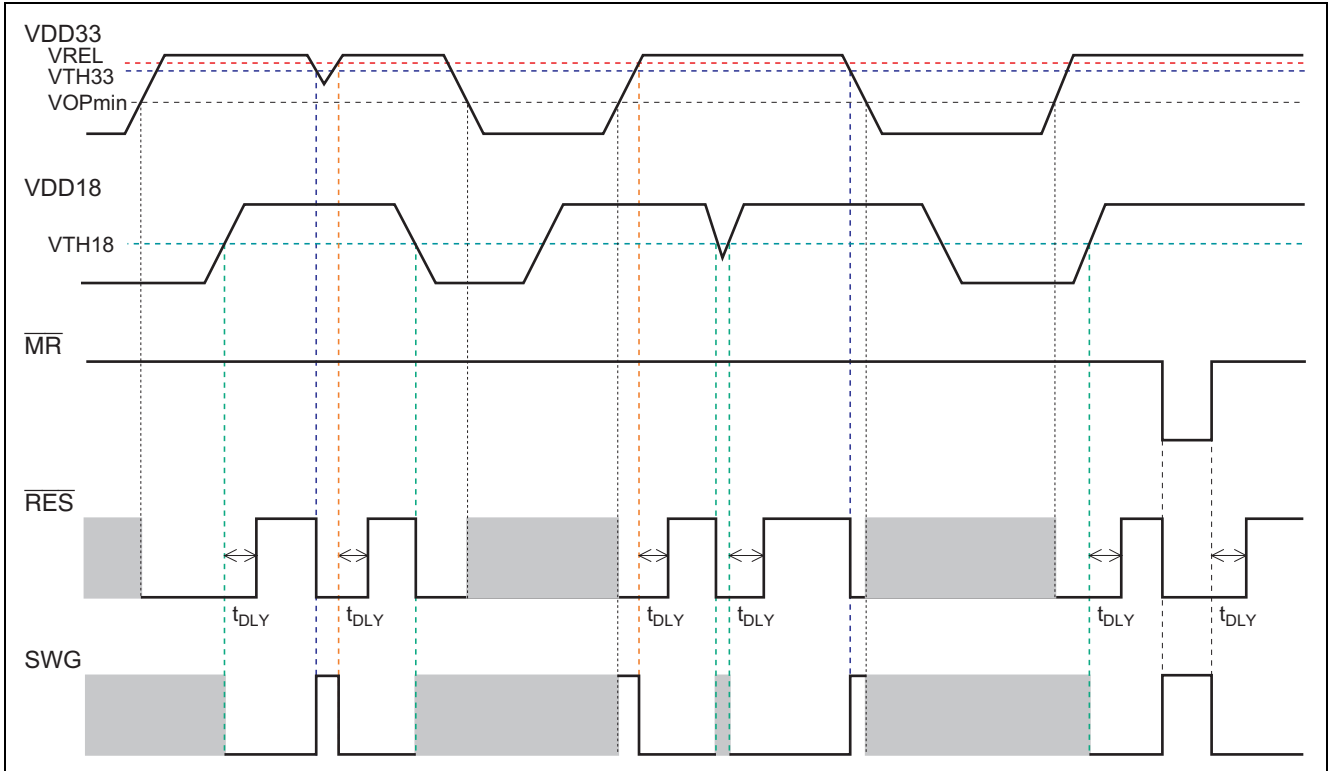 VDD33
VREL
VTH33
VOPmin
VDD18
VTH18
MR
RES
tDLY tDLY tDLY tDLY tDLY tDLY
SWG